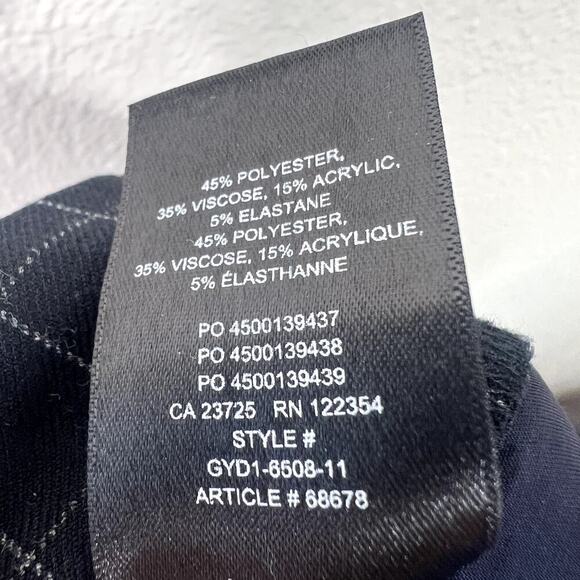 45% POLYESTER,
35% VISCOSE, 15% ACRYLIC,
5% ELASTANE
45% POLYESTER,
35% VISCOSE, 15% ACRYLIQUE,
5% ÉLASTHANNE
PO 4500139437
PO 4500139438
PO 4500139439
CA 23725 RN 122354
STYLE #
GYD1-6508-11
ARTICLE # 68678